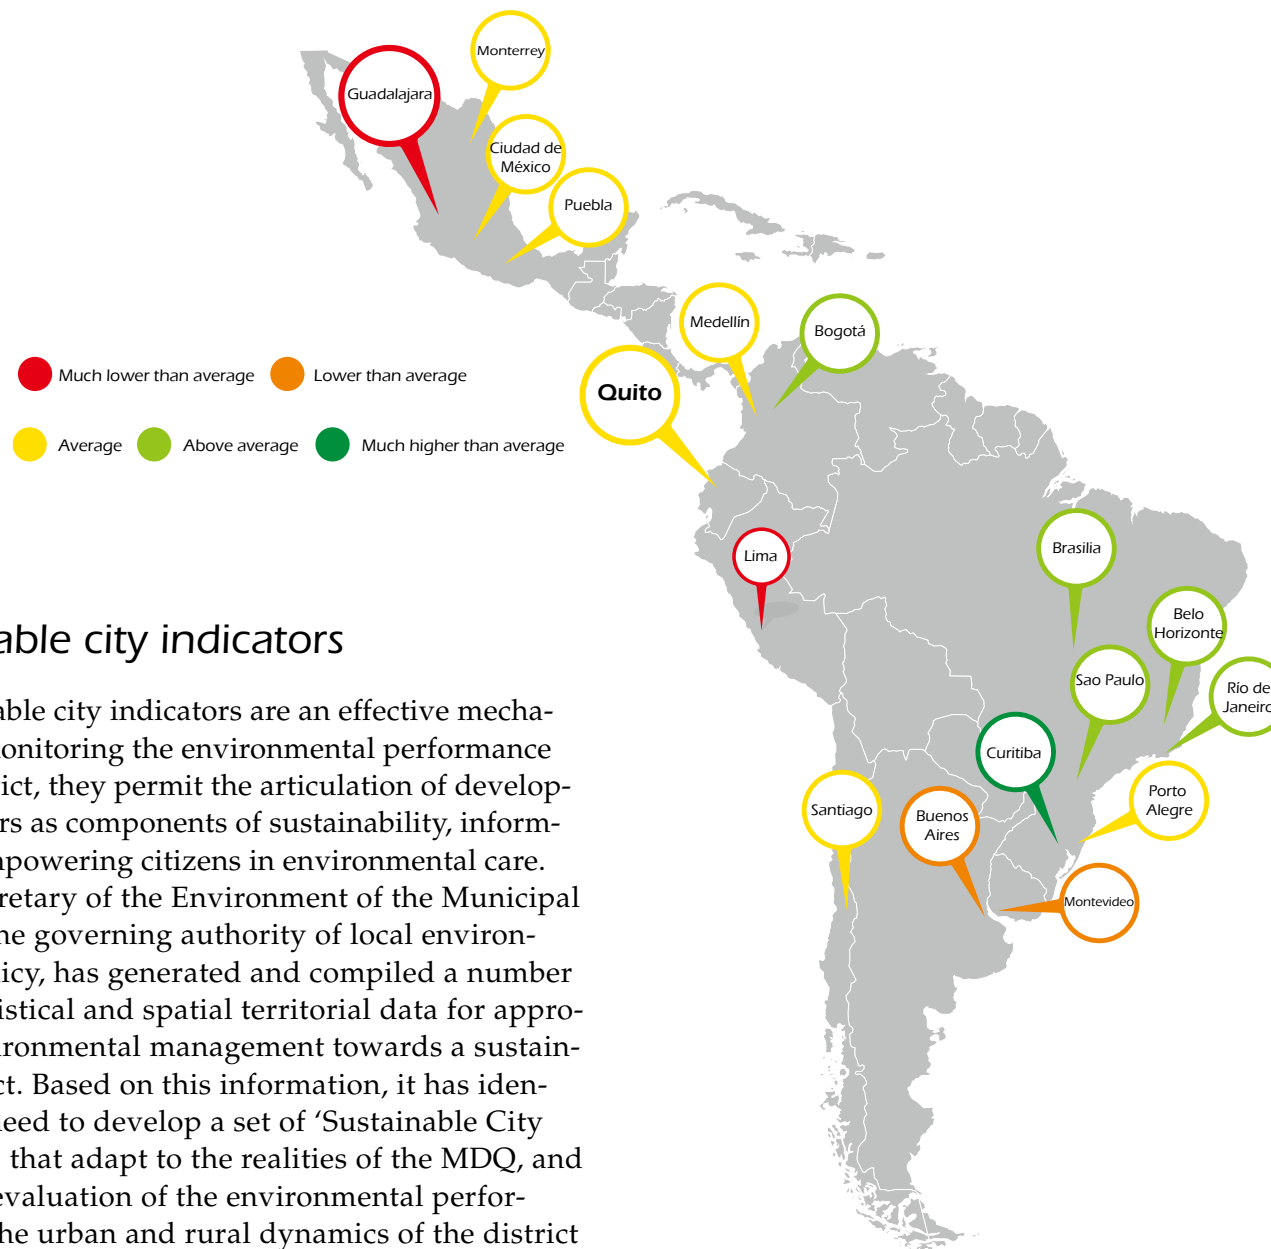 Monterrey
Guadalajara
Ciudad de
México
Puebla
Medellín
Bogotá
Quito
Much lower than average
Lower than average
Average
Above average
Much higher than average
Lima
Brasilia
Belo
Horizonte
Sao Paulo
Río de
Janeiro
Curitiba
Porto
Alegre
Santiago
Buenos
Aires
Montevideo
able city indicators
able city indicators are an effective mecha-
onitoring the environmental performance
ict, they permit the articulation of develop-
rs as components of sustainability, inform-
powering citizens in environmental care.
retary of the Environment of the Municipal
he governing authority of local environ-
icy, has generated and compiled a number
istical and spatial territorial data for appro-
ironmental management towards a sustain-
ct. Based on this information, it has iden-
need to develop a set of ‘Sustainable City
that adapt to the realities of the MDQ, and
evaluation of the environmental perfor-
he urban and rural dynamics of the district